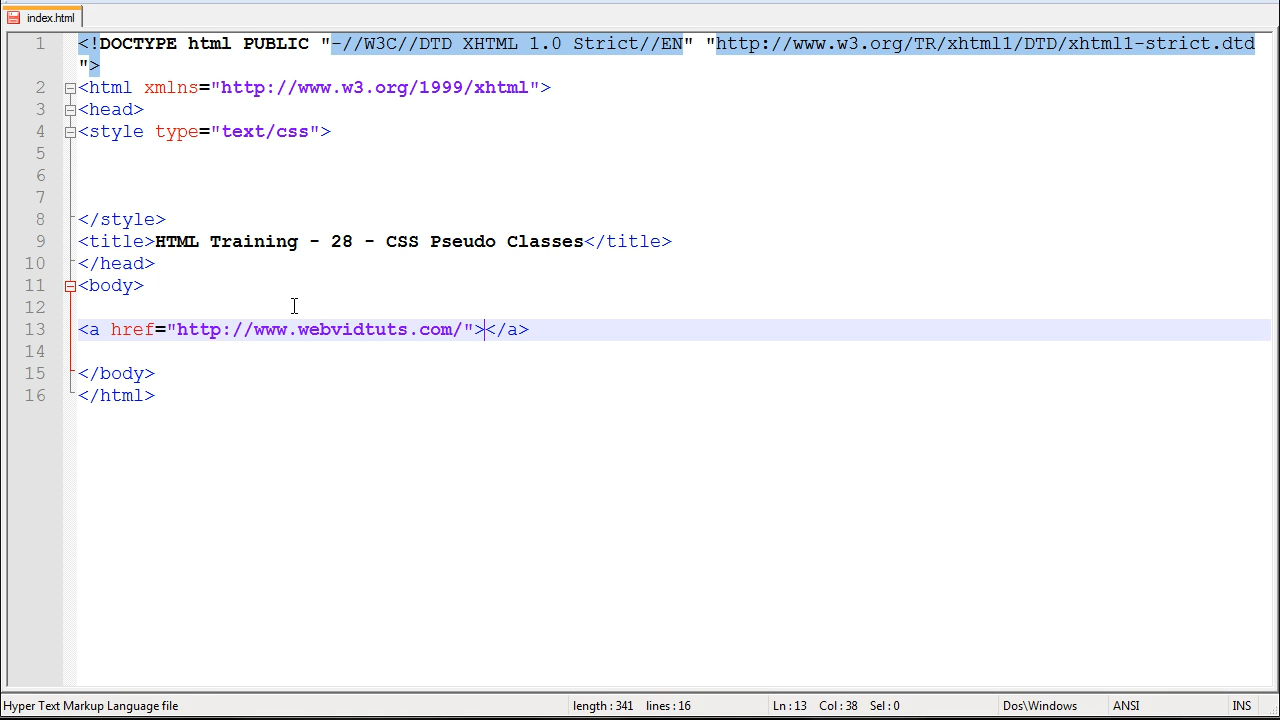 index.html
1 <!DOCTYPE html PUBLIC "-//W3C//DTD XHTML 1.0 Strict//EN" "http://www.w3.org/TR/xhtml1/DTD/xhtml1-strict.dtd
">
2 <html xmlns="http://www.w3.org/1999/xhtml">
3 <head>
4 <style type="text/css">
5
6
7
8 </style>
9 <title>HTML Training - 28 - CSS Pseudo Classes</title>
10 </head>
11 <body>
12
13 <a href="http://www.webvidtuts.com/"></a>
14
15 </body>
16 </html>
Hyper Text Markup Language file length : 341 lines : 16 Ln : 13 Col : 38 Sel : 0 Dos\Windows ANSI INS